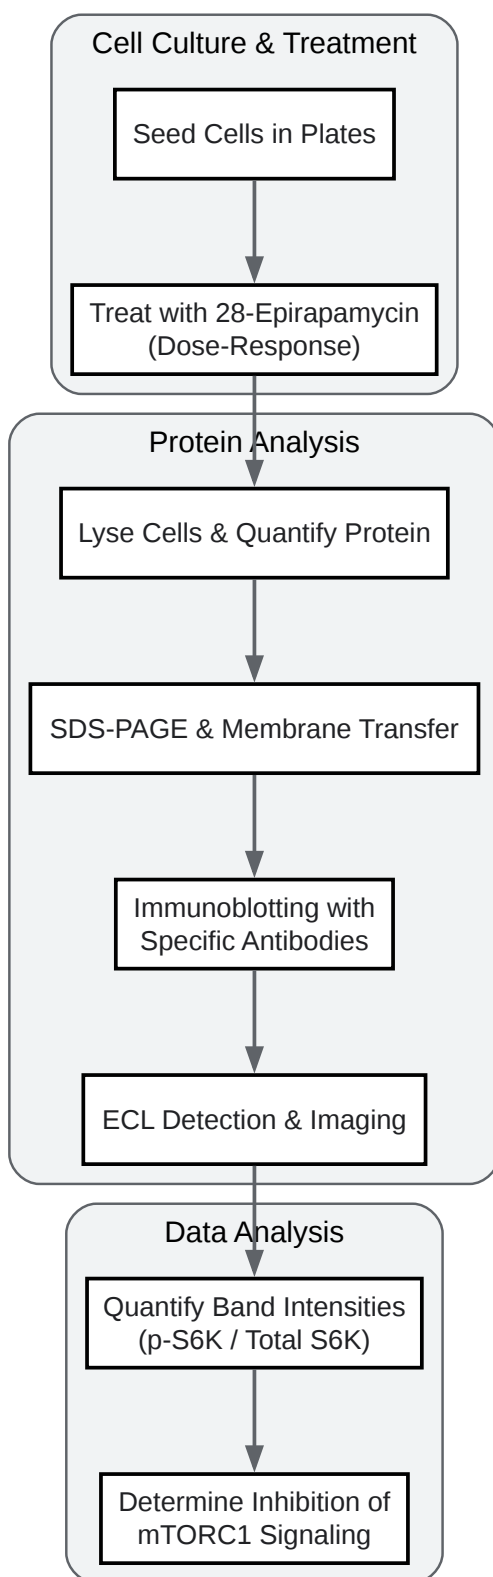 Cell Culture & Treatment
Seed Cells in Plates
Treat with 28-Epirapamycin
(Dose-Response)
Protein Analysis
Lyse Cells & Quantify Protein
SDS-PAGE & Membrane Transfer
Immunoblotting with
Specific Antibodies
ECL Detection & Imaging
Data Analysis
Quantify Band Intensities
(p-S6K / Total S6K)
Determine Inhibition of
mTORC1 Signaling